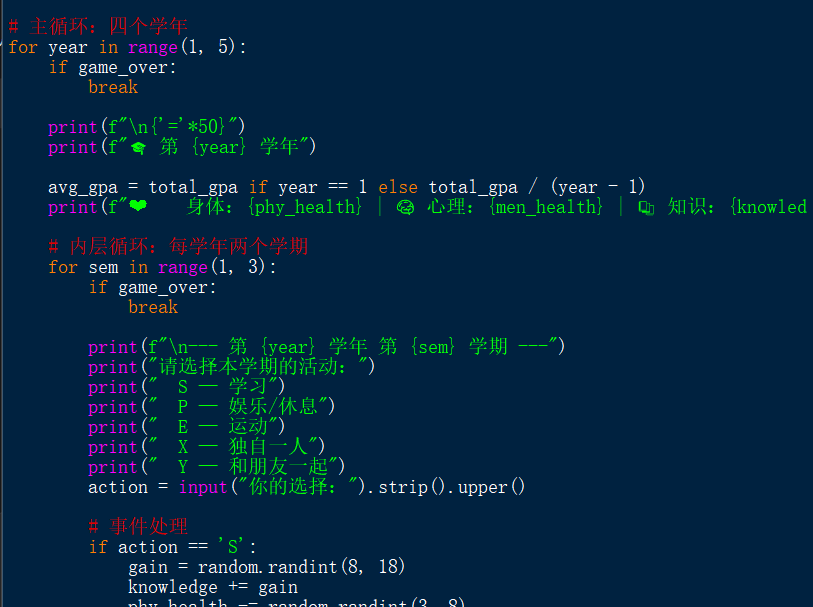 # 主循环：四个学年
for year in range(1, 5):
    if game_over:
        break
    print(f"\n{'='*50}")
    print(f"🎓 第 {year} 学年")
    avg_gpa = total_gpa if year == 1 else total_gpa / (year - 1)
    print(f"❤️   身体：{phy_health} | 🧠 心理：{men_health} | 📚 知识：{knowled
    # 内层循环：每学年两个学期
    for sem in range(1, 3):
        if game_over:
            break
        print(f"\n--- 第 {year} 学年 第 {sem} 学期 ---")
        print("请选择本学期的活动：")
        print("  S — 学习")
        print("  P — 娱乐/休息")
        print("  E — 运动")
        print("  X — 独自一人")
        print("  Y — 和朋友一起")
        action = input("你的选择：").strip().upper()
        # 事件处理
        if action == 'S':
            gain = random.randint(8, 18)
            knowledge += gain
            phy_health -= random.randint(3, 8)